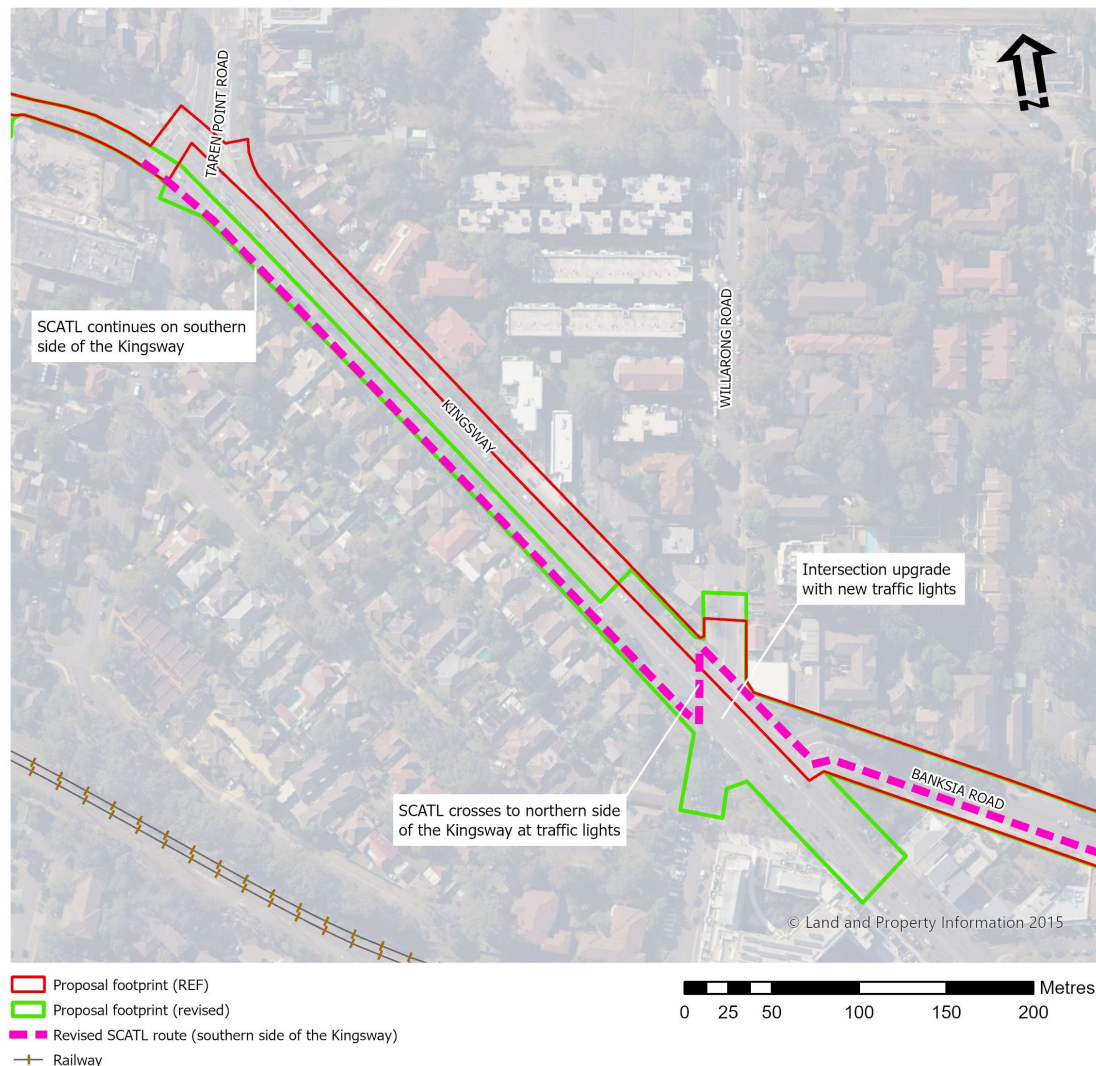 TAREN POINT ROAD
N
SCATL continues on southern
side of the Kingsway
KINGSWAY
WILLARONG ROAD
Intersection upgrade
with new traffic lights
SCATL crosses to northern side
of the Kingsway at traffic lights
BANKSIA ROAD
© Land and Property Information 2015
Proposal footprint (REF)
Proposal footprint (revised)
Revised SCATL route (southern side of the Kingsway)
Railway
Metres
0 25 50 100 150 200